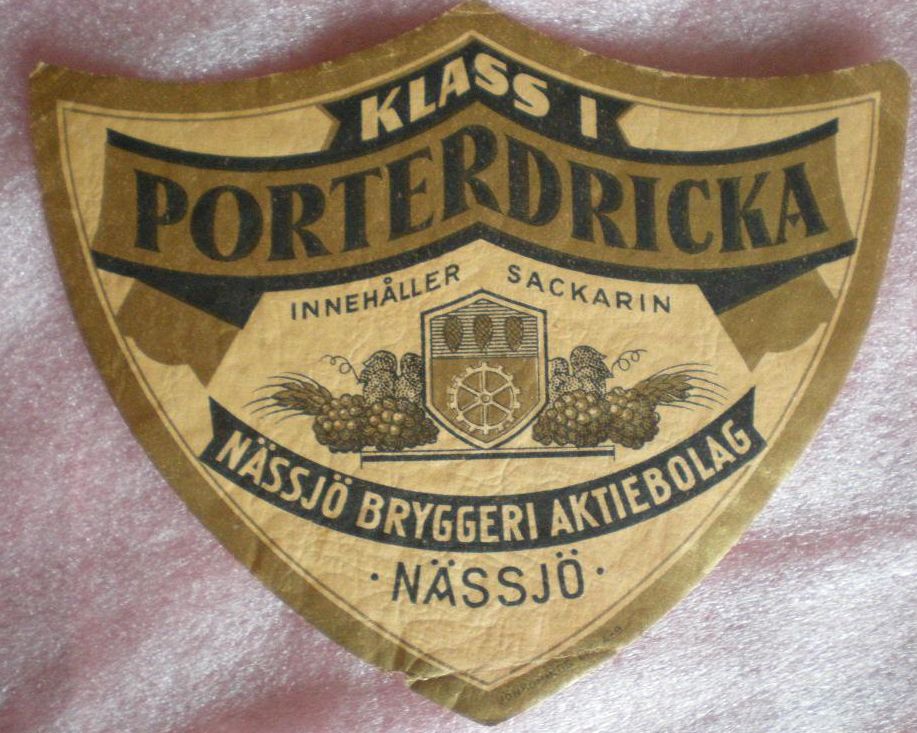 KLASS I
PORTERDRICKA
INNEHÅLLER SACKARIN
NÄSSJÖ BRYGGERI AKTIEBOLAG
· NÄSSJÖ ·